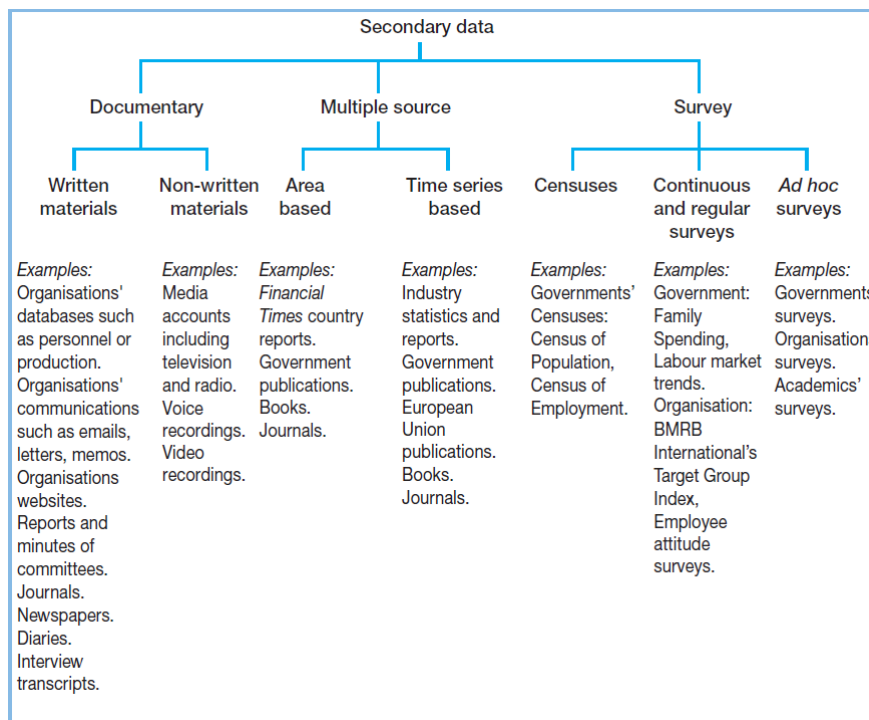 Secondary data
Documentary
Multiple source
Survey
Written
materials
Non-written
materials
Area
based
Time series
based
Censuses
Continuous
and regular
surveys
Ad hoc
surveys
Examples:
Organisations'
databases such
as personnel or
production.
Organisations'
communications
such as emails,
letters, memos.
Organisations
websites.
Reports and
minutes of
committees.
Journals.
Newspapers.
Diaries.
Interview
transcripts.
Examples:
Media
accounts
including
television
and radio.
Voice
recordings.
Video
recordings.
Examples:
Financial
Times country
reports.
Government
publications.
Books.
Journals.
Examples:
Industry
statistics and
reports.
Government
publications.
European
Union
publications.
Books.
Journals.
Examples:
Governments’
Censuses:
Census of
Population,
Census of
Employment.
Examples:
Government:
Family
Spending,
Labour market
trends.
Organisation:
BMRB
International’s
Target Group
Index,
Employee
attitude
surveys.
Examples:
Governments
surveys.
Organisation
surveys.
Academics’
surveys.